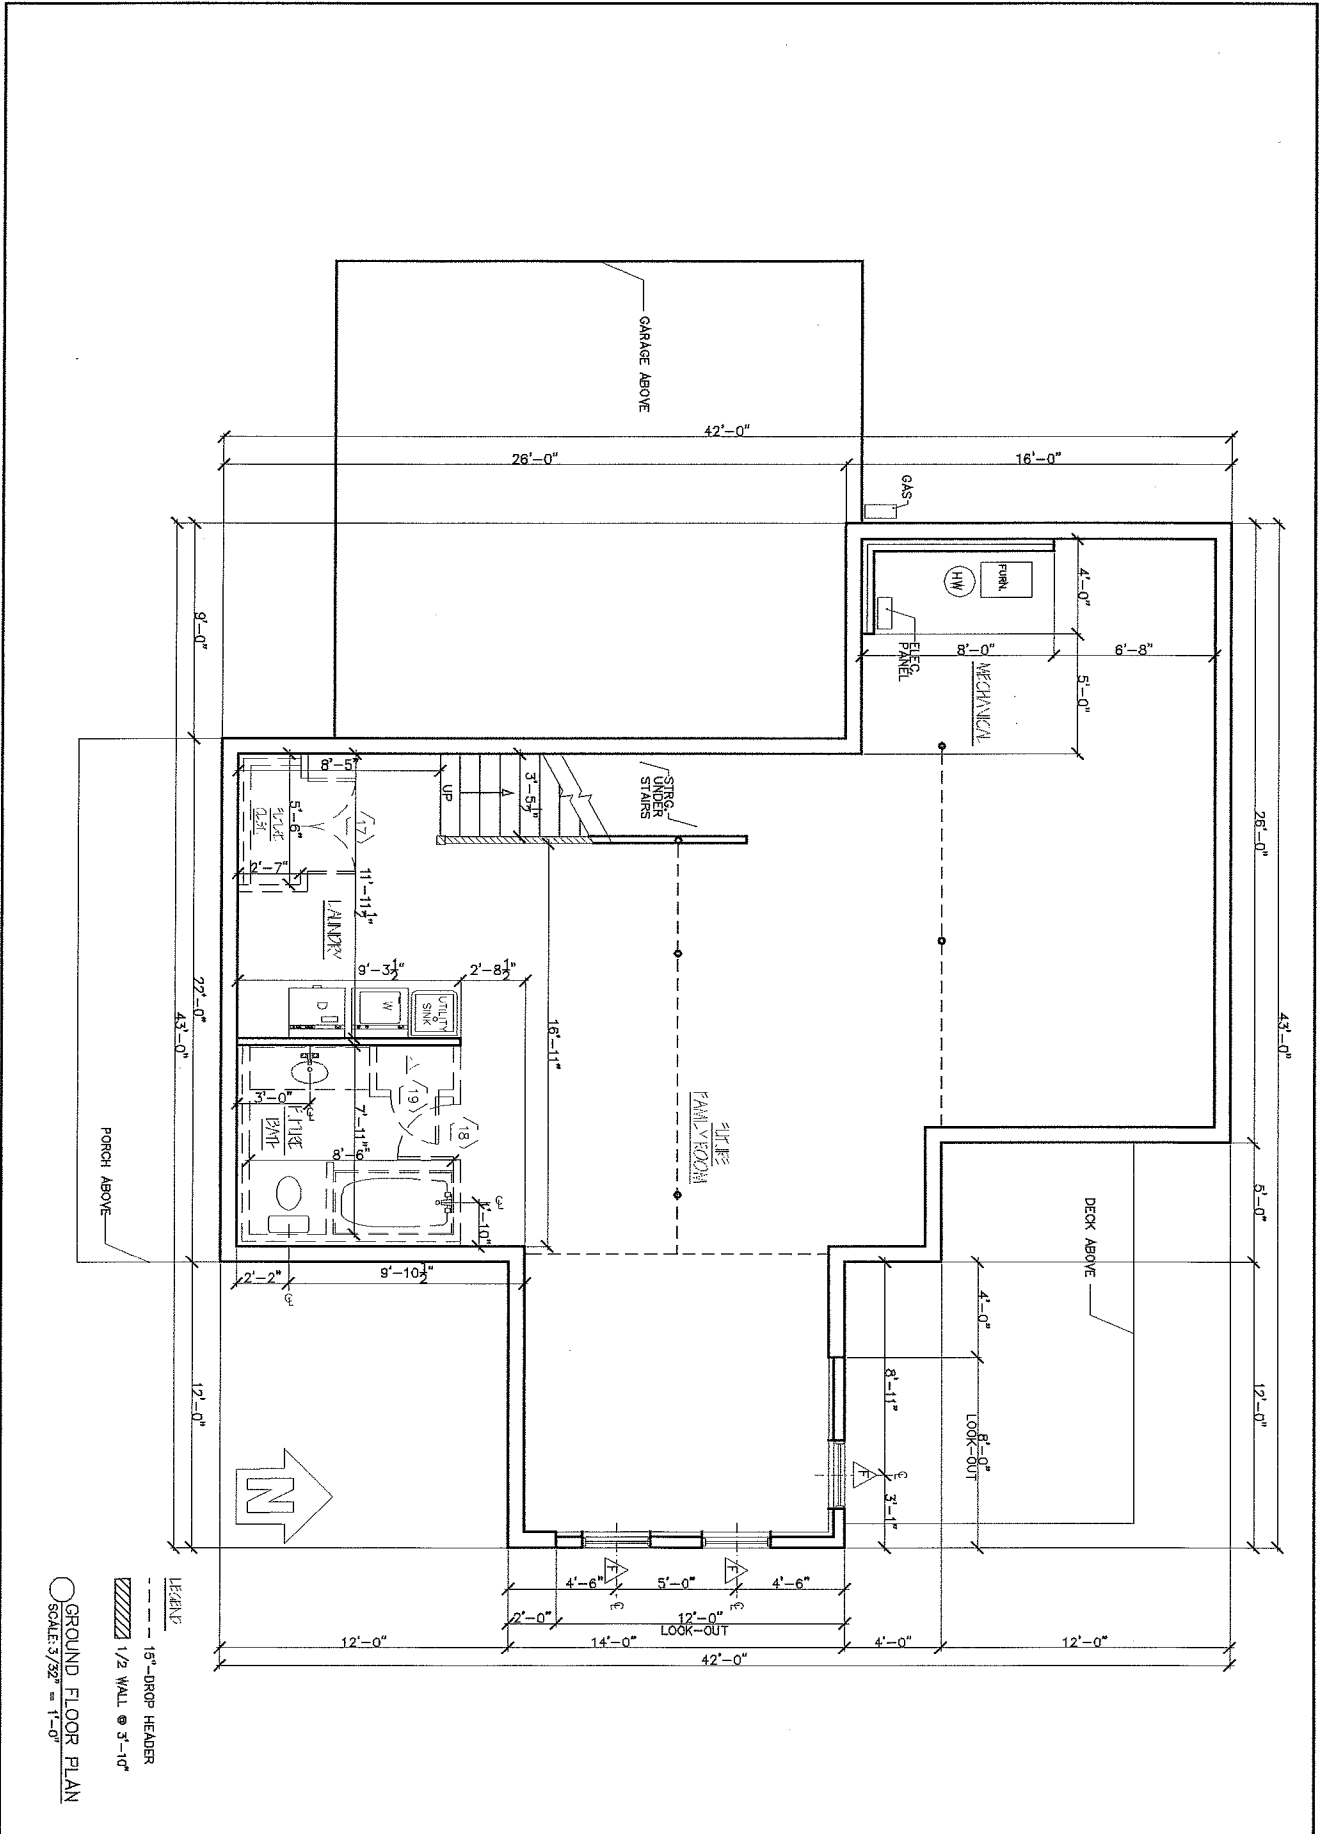 GARAGE ABOVE
42'-0"
26'-0"
16'-0"
GAS
43'-0"
9'-0"
22'-0"
12'-0"
26'-0"
5'-0"
12'-0"
43'-0"
FURN.
HW
ELEC.
PANEL
4'-0"
8'-0"
6'-8"
5'-0"
MECHANICAL
STRG.
UNDER
STAIRS
3'-5½"
UP
8'-5"
5'-6"
FUTURE
CLST.
17
2'-7"
11'-11½"
LAUNDRY
9'-3½"
2'-8½"
D
W
UTILITY
SINK
16'-11"
FUTURE
FAMILY ROOM
3'-0"
FUTURE
BATH
7'-11"
8'-6"
19
18
1'-10"
2'-2"
9'-10½"
PORCH ABOVE
DECK ABOVE
4'-0"
8'-11"
8'-0"
LOOK-OUT
3'-1"
F
F
F
4'-6"
5'-0"
4'-6"
2'-0"
12'-0"
LOOK-OUT
12'-0"
14'-0"
4'-0"
12'-0"
42'-0"
N
LEGEND
15"-DROP HEADER
1/2 WALL @ 3'-10"
GROUND FLOOR PLAN
SCALE: 3/32" = 1'-0"